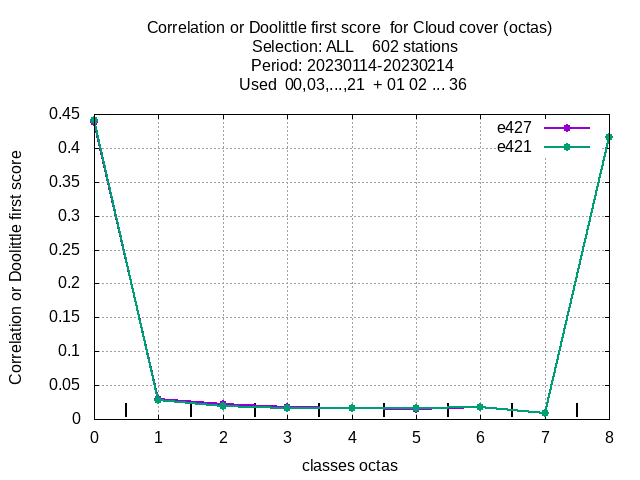 Correlation or Doolittle first score  for Cloud cover (octas)
Selection: ALL    602 stations
Period: 20230114-20230214
Used  00,03,...,21  + 01 02 ... 36
Correlation or Doolittle first score
0.45
0.4
0.35
0.3
0.25
0.2
0.15
0.1
0.05
0
e427
e421
0 1 2 3 4 5 6 7 8
classes octas